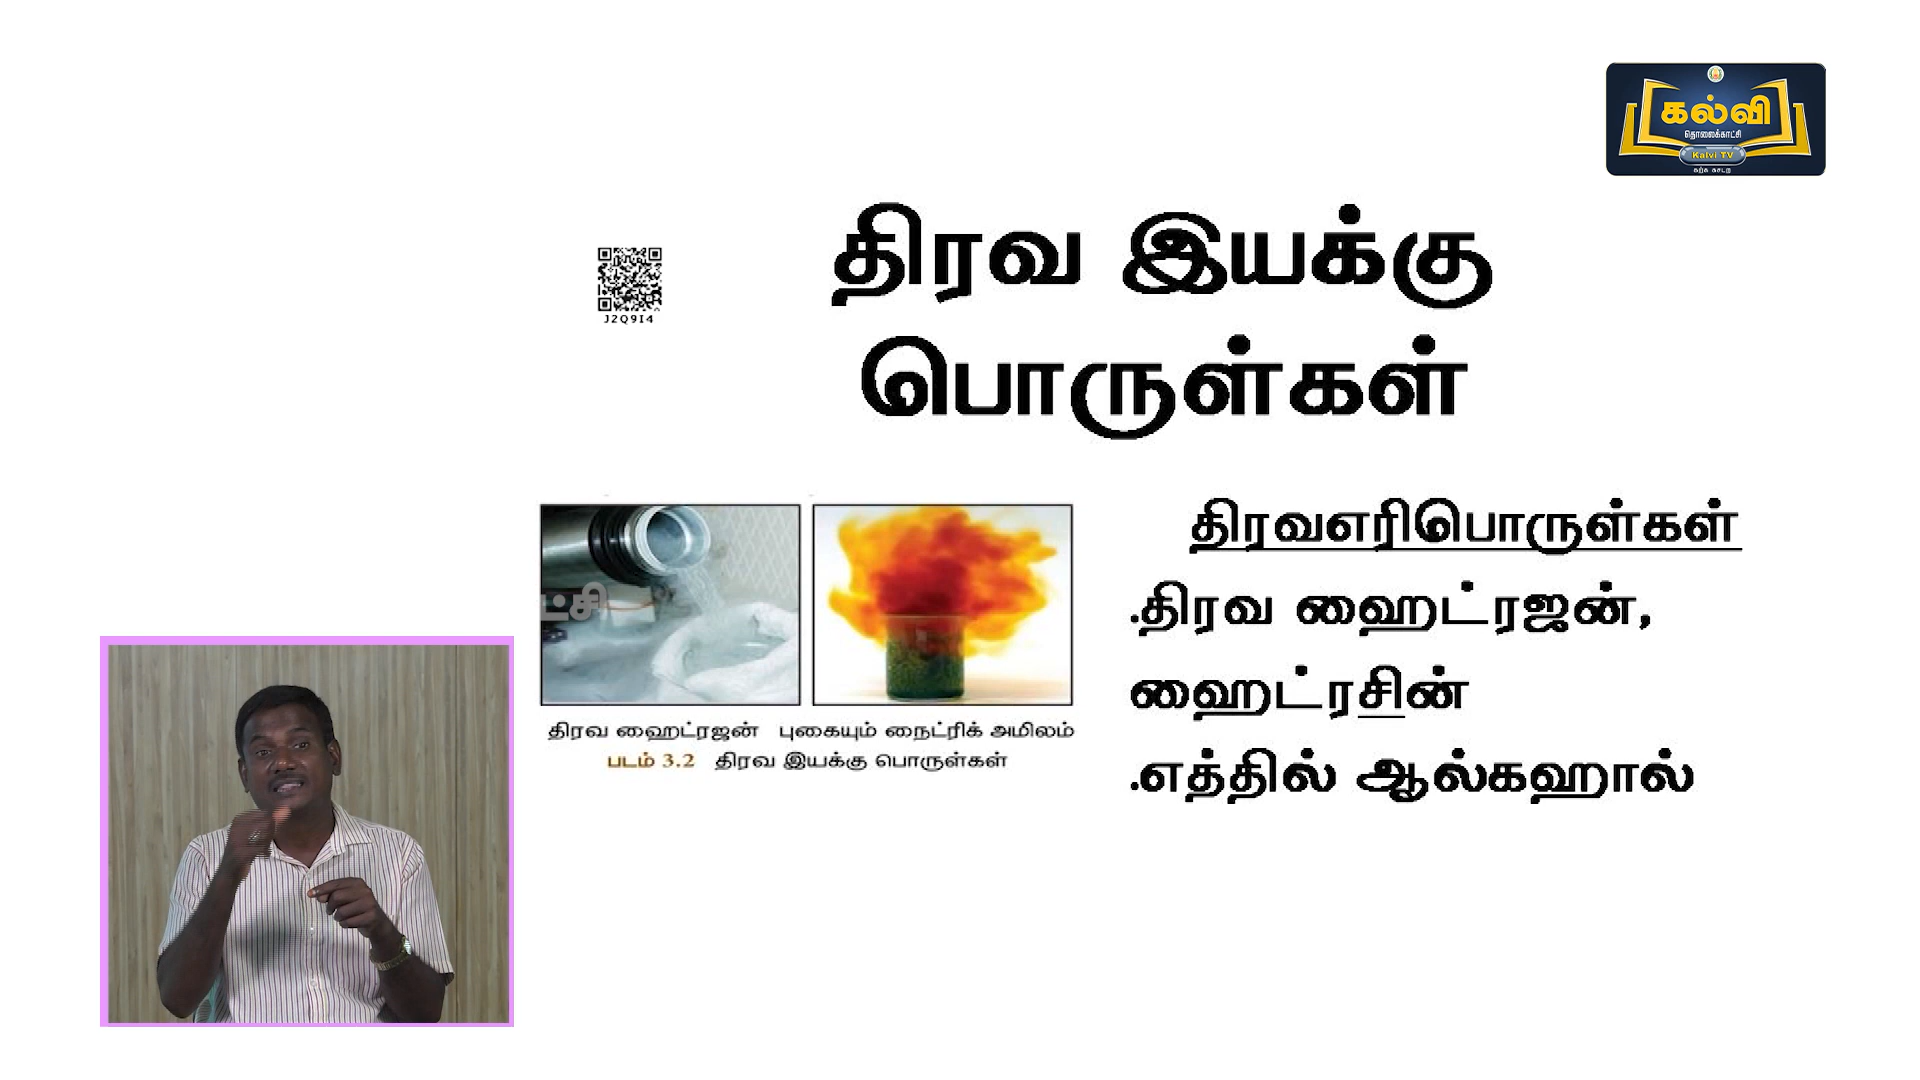 கல்வி
தொலைக்காட்சி
Kalvi TV
திரவ இயக்கு
பொருள்கள்
J2Q9I4
ட்சி
திரவஎரிபொருள்கள்
.திரவ ஹைட்ரஜன்,
ஹைட்ரசின்
.எத்தில் ஆல்கஹால்
திரவ ஹைட்ரஜன் புகையும் நைட்ரிக் அமிலம்
படம் 3.2 திரவ இயக்கு பொருள்கள்